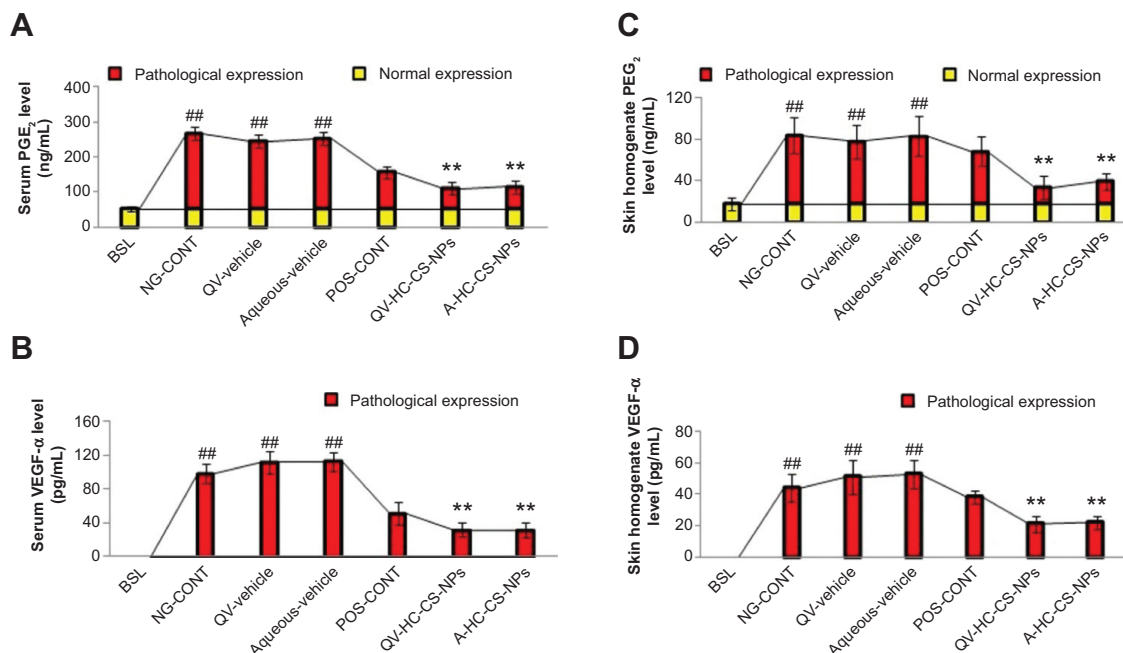 A
Pathological expression
Normal expression
Serum PGE2 level
(ng/mL)
400
300
200
100
0
##
##
##
**
**
BSL
NG-CONT
QV-vehicle
Aqueous-vehicle
POS-CONT
QV-HC-CS-NPs
A-HC-CS-NPs
B
Pathological expression
Serum VEGF-α level
(pg/mL)
160
120
80
40
0
##
##
##
**
**
BSL
NG-CONT
QV-vehicle
Aqueous-vehicle
POS-CONT
QV-HC-CS-NPs
A-HC-CS-NPs
C
Pathological expression
Normal expression
Skin homogenate PEG2
level (ng/mL)
120
80
40
0
##
##
##
**
**
BSL
NG-CONT
QV-vehicle
Aqueous-vehicle
POS-CONT
QV-HC-CS-NPs
A-HC-CS-NPs
D
Pathological expression
Skin homogenate VEGF-α
level (pg/mL)
80
60
40
20
0
##
##
##
**
**
BSL
NG-CONT
QV-vehicle
Aqueous-vehicle
POS-CONT
QV-HC-CS-NPs
A-HC-CS-NPs